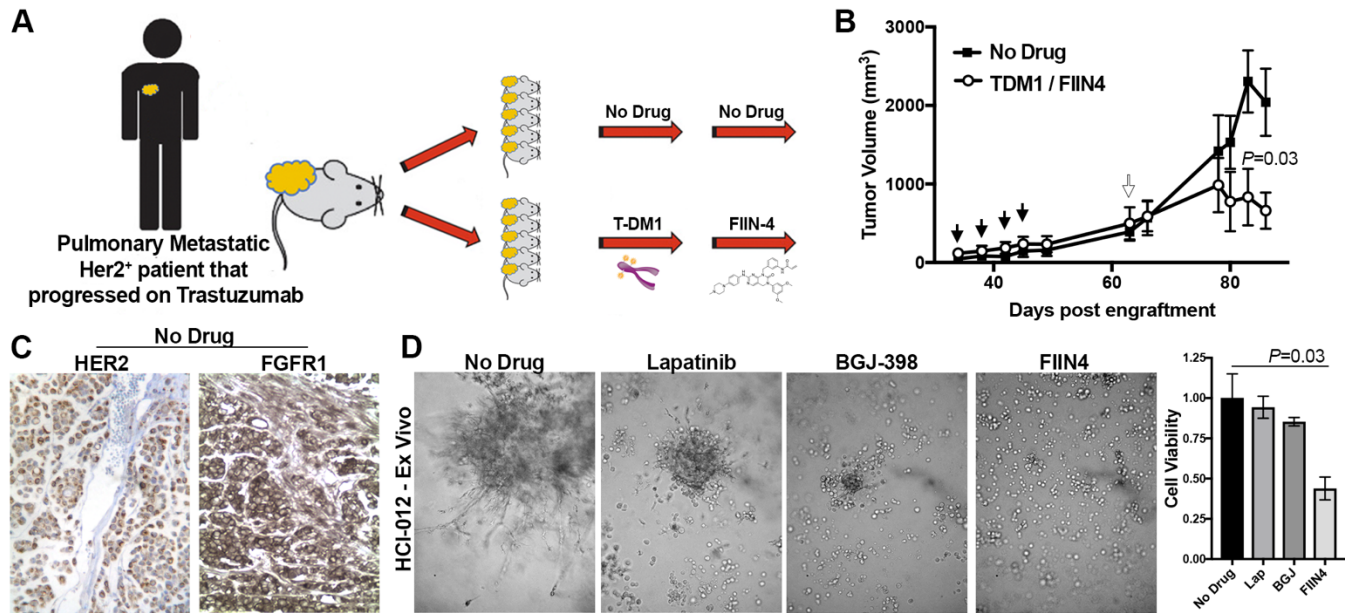 A
Pulmonary Metastatic
Her2⁺ patient that
progressed on Trastuzumab
No Drug
No Drug
T-DM1
FIIN-4
B
Tumor Volume (mm³)
3000
2000
1000
0
No Drug
TDM1 / FIIN4
P=0.03
40
60
80
Days post engraftment
C
No Drug
HER2
FGFR1
D
HCI-012 - Ex Vivo
No Drug
Lapatinib
BGJ-398
FIIN4
Cell Viability
1.25
1.00
0.75
0.50
0.25
0.00
P=0.03
No Drug
Lap
BGJ
FIIN4